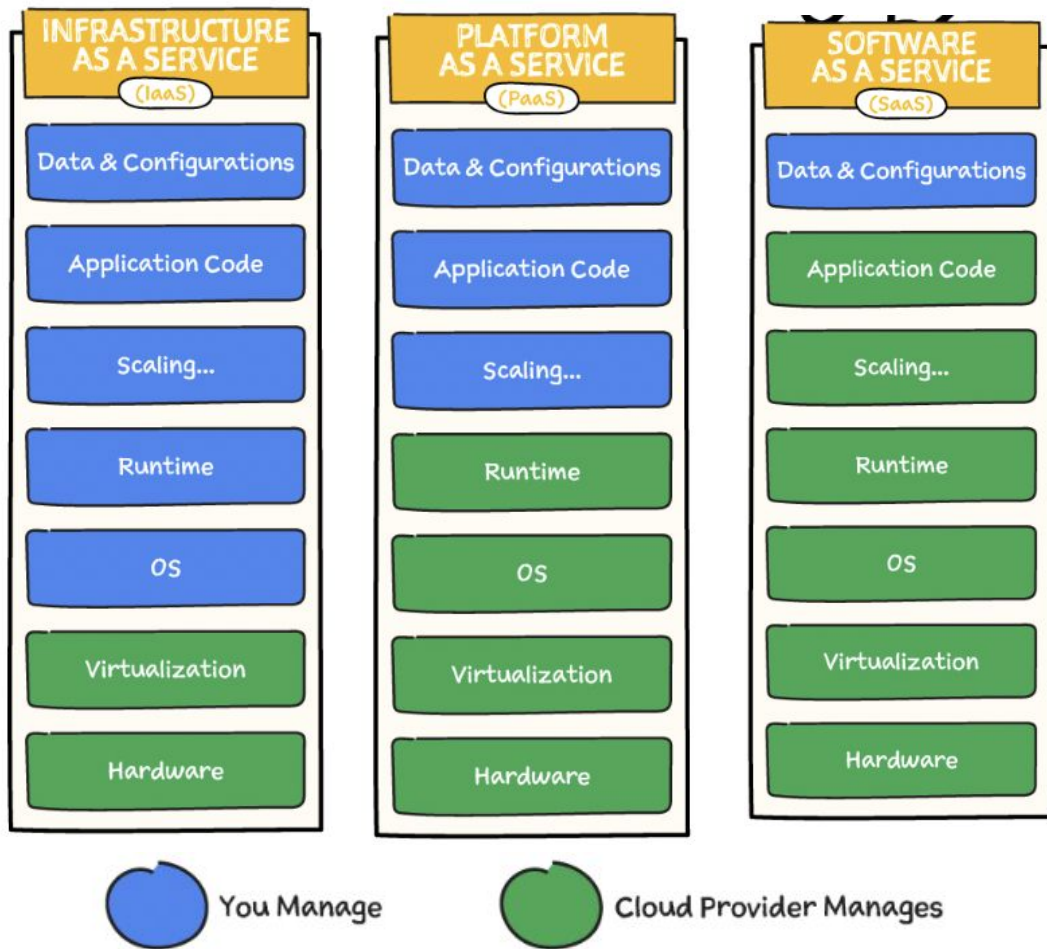 INFRASTRUCTURE
AS A SERVICE
(IaaS)
Data & Configurations
Application Code
Scaling...
Runtime
OS
Virtualization
Hardware
PLATFORM
AS A SERVICE
(PaaS)
Data & Configurations
Application Code
Scaling...
Runtime
OS
Virtualization
Hardware
SOFTWARE
AS A SERVICE
(SaaS)
Data & Configurations
Application Code
Scaling...
Runtime
OS
Virtualization
Hardware
You Manage
Cloud Provider Manages